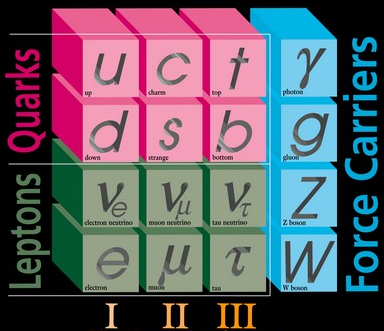 Quarks
Leptons
Force Carriers
u c t γ
up charm top photon
d s b g
down strange bottom gluon
νe νμ ντ Z
electron neutrino muon neutrino tau neutrino Z boson
e μ τ W
electron muon tau W boson
I II III